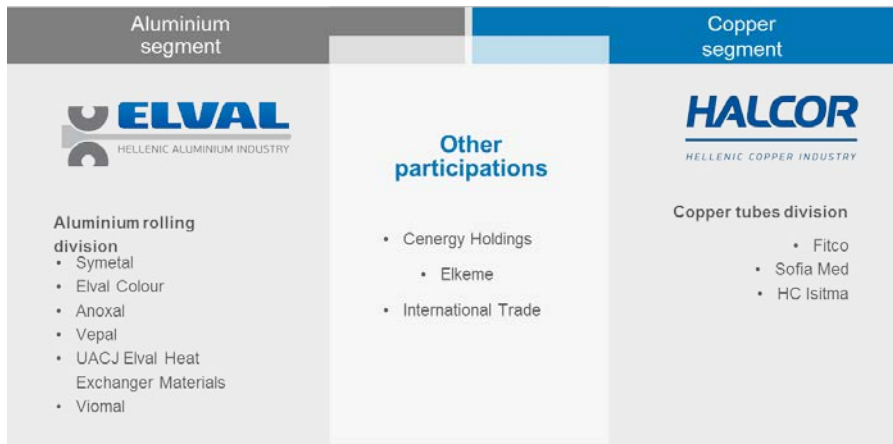 Aluminium
segment
Copper
segment
ELVAL
HELLENIC ALUMINIUM INDUSTRY
Aluminium rolling
division
• Symetal
• Elval Colour
• Anoxal
• Vepal
• UACJ Elval Heat
Exchanger Materials
• Viomal
Other
participations
• Cenergy Holdings
• Elkeme
• International Trade
HALCOR
HELLENIC COPPER INDUSTRY
Copper tubes division
• Fitco
• Sofia Med
• HC Isitma